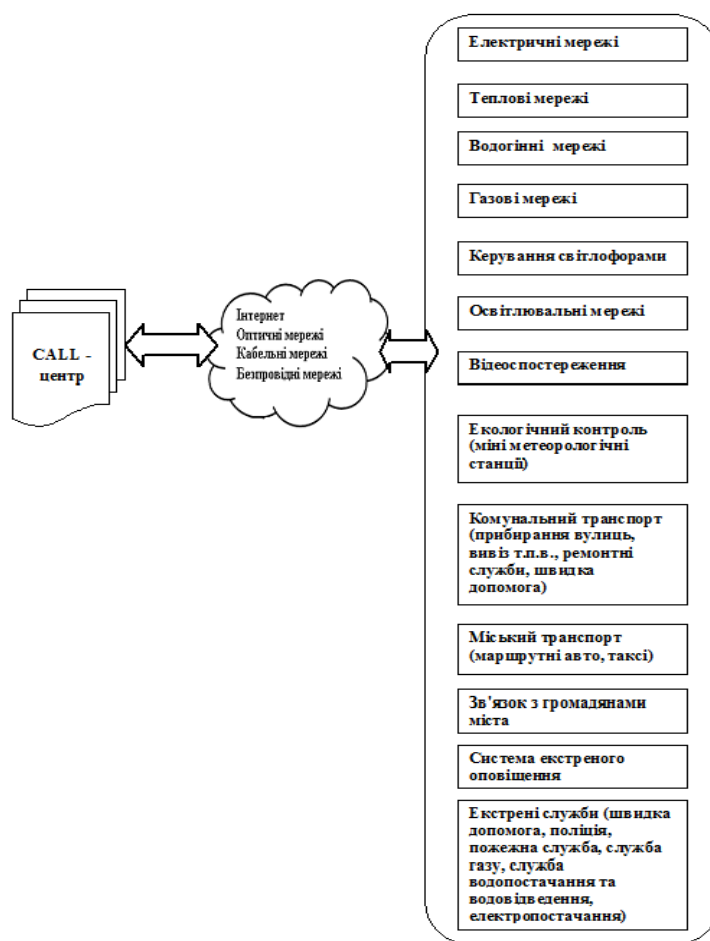 CALL -
центр
Інтернет
Оптичні мережі
Кабельні мережі
Безпровідні мережі
Електричні мережі
Теплові мережі
Водогінні мережі
Газові мережі
Керування світлофорами
Освітлювальні мережі
Відеоспостереження
Екологічний контроль
(міні метеорологічні
станції)
Комунальний транспорт
(прибирання вулиць,
вивіз т.п.в., ремонтні
служби, швидка
допомога)
Міський транспорт
(маршрутні авто, таксі)
Зв'язок з громадянами
міста
Система екстреного
оповіщення
Екстрені служби (швидка
допомога, поліція,
пожежна служба, служба
газу, служба
водопостачання та
водовідведення,
електропостачання)